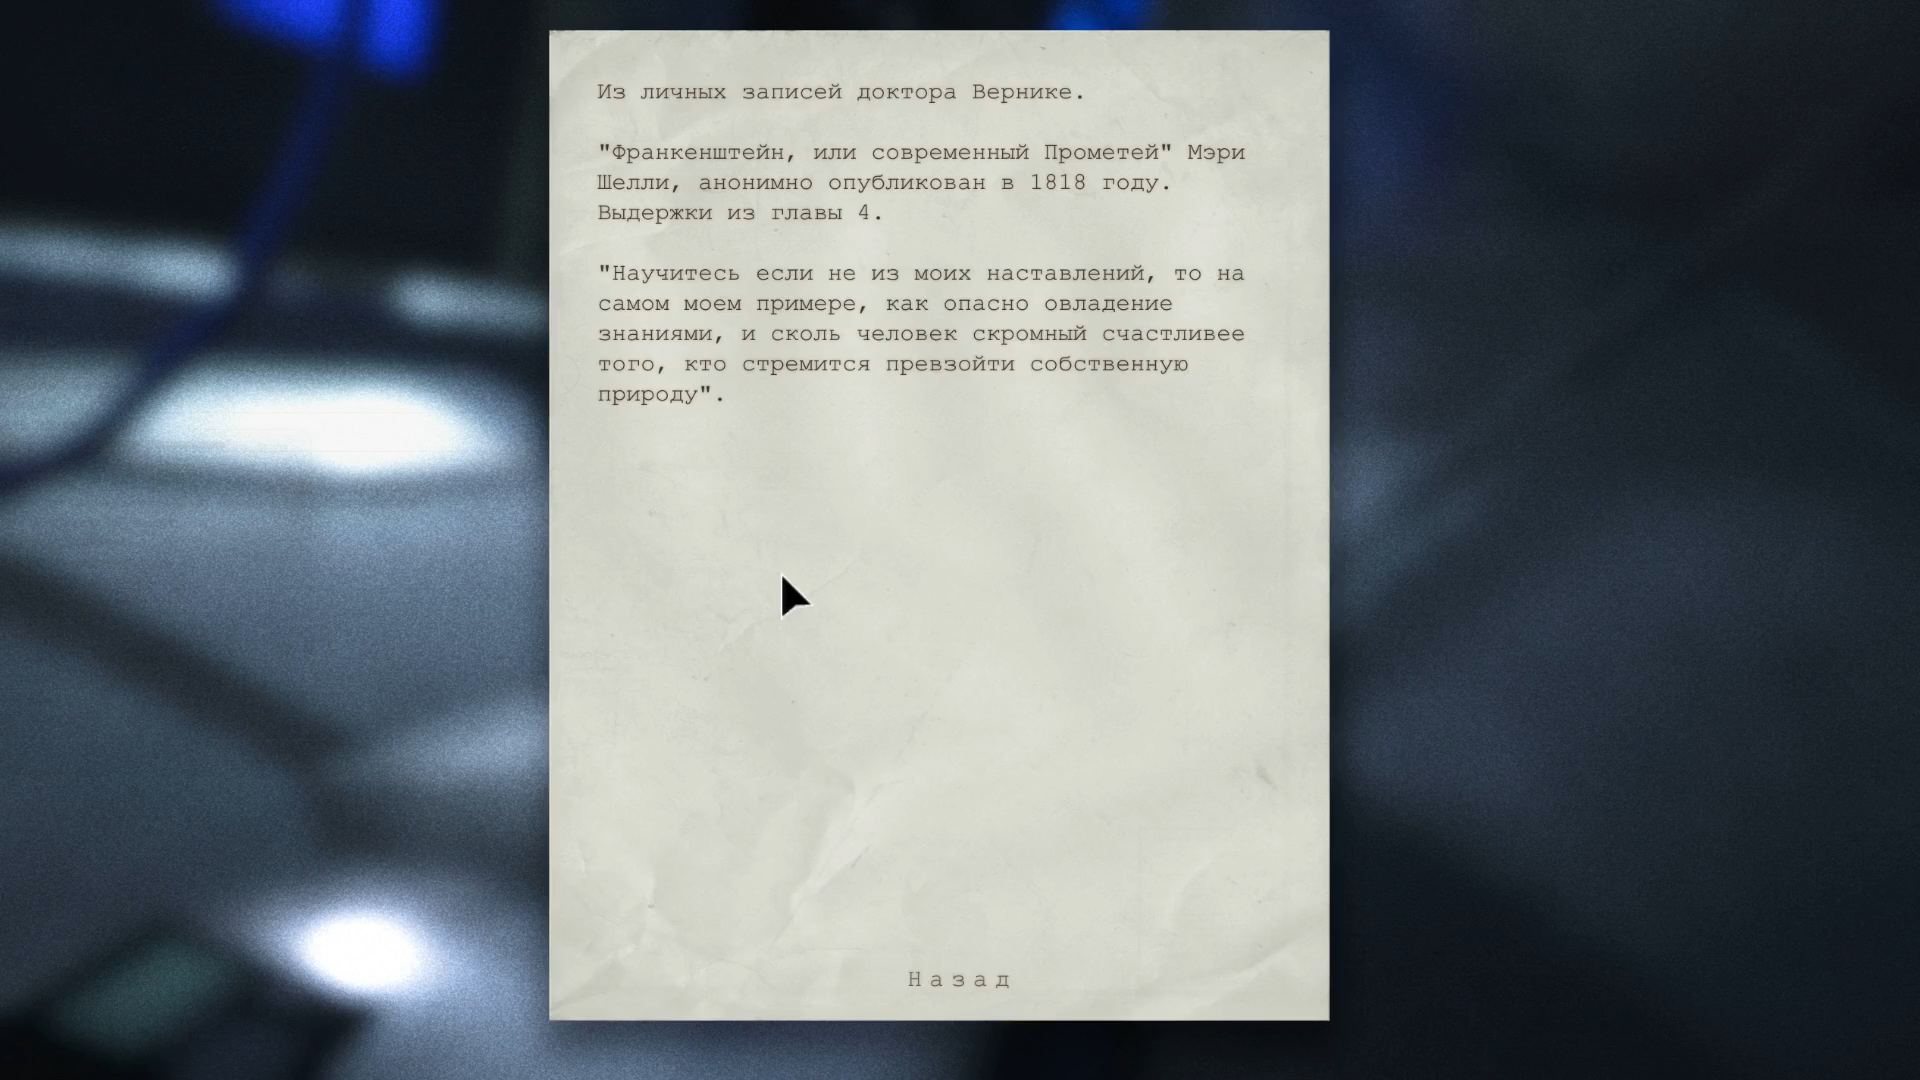 Из личных записей доктора Вернике.
"Франкенштейн, или современный Прометей" Мэри
Шелли, анонимно опубликован в 1818 году.
Выдержки из главы 4.
"Научитесь если не из моих наставлений, то на
самом моем примере, как опасно овладение
знаниями, и сколь человек скромный счастливее
того, кто стремится превзойти собственную
природу".
Назад